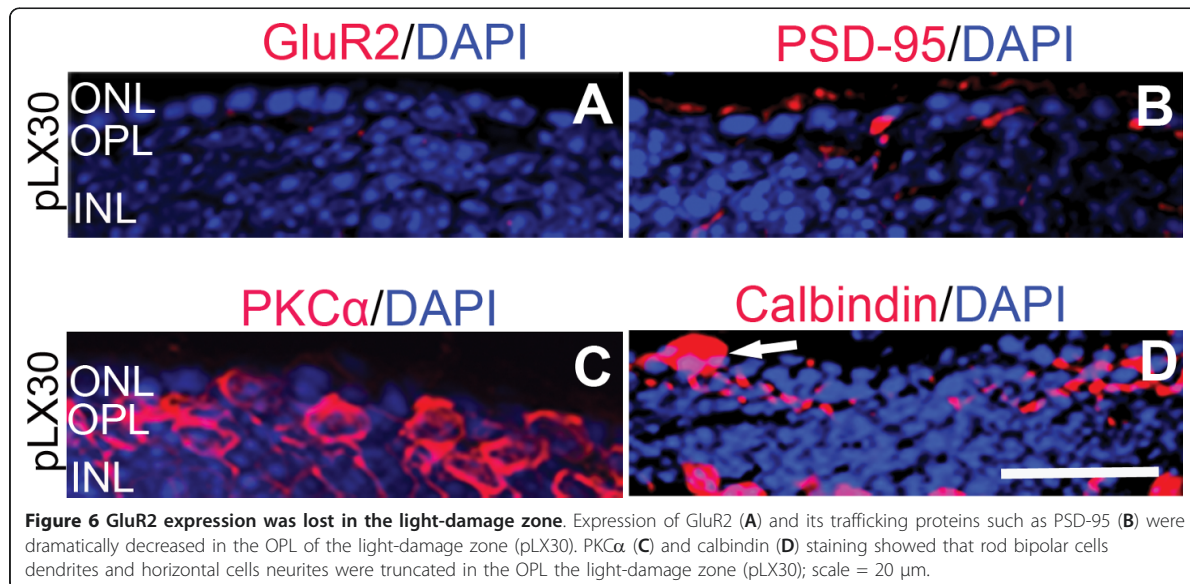 GluR2/DAPI
PSD-95/DAPI
pLX30
ONL
OPL
INL
A
B
PKCα/DAPI
Calbindin/DAPI
pLX30
ONL
OPL
INL
C
D
Figure 6 GluR2 expression was lost in the light-damage zone. Expression of GluR2 (A) and its trafficking proteins such as PSD-95 (B) were
dramatically decreased in the OPL of the light-damage zone (pLX30). PKCα (C) and calbindin (D) staining showed that rod bipolar cells
dendrites and horizontal cells neurites were truncated in the OPL the light-damage zone (pLX30); scale = 20 μm.